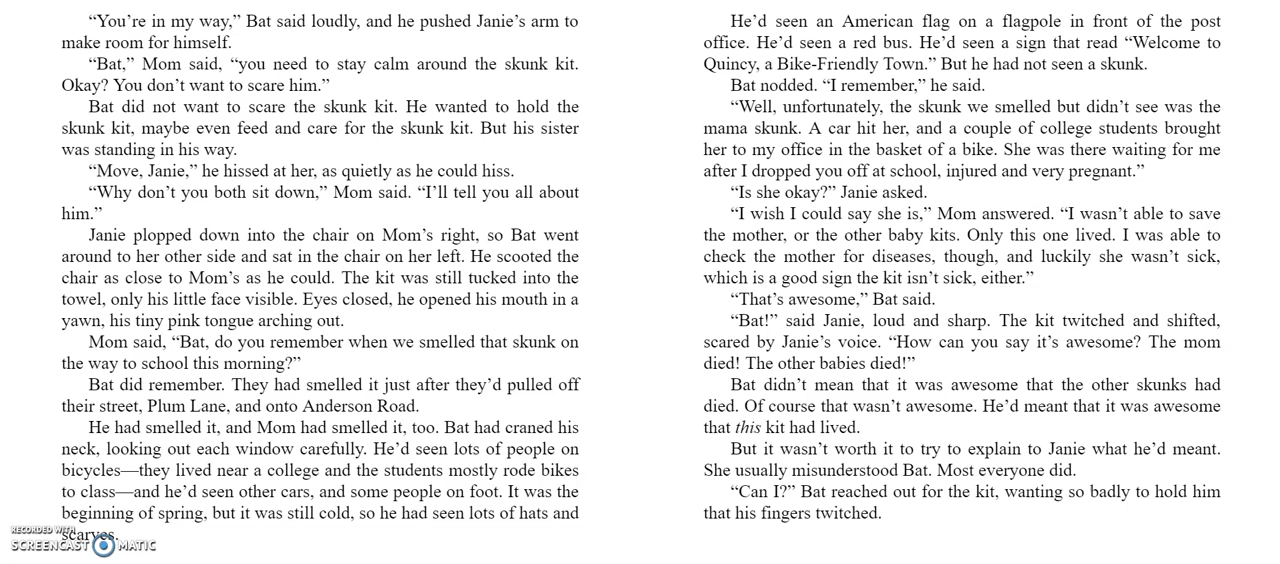 “You’re in my way,” Bat said loudly, and he pushed Janie’s arm to
make room for himself.
“Bat,” Mom said, “you need to stay calm around the skunk kit.
Okay? You don’t want to scare him.”
Bat did not want to scare the skunk kit. He wanted to hold the
skunk kit, maybe even feed and care for the skunk kit. But his sister
was standing in his way.
“Move, Janie,” he hissed at her, as quietly as he could hiss.
“Why don’t you both sit down,” Mom said. “I’ll tell you all about
him.”
Janie plopped down into the chair on Mom’s right, so Bat went
around to her other side and sat in the chair on her left. He scooted the
chair as close to Mom’s as he could. The kit was still tucked into the
towel, only his little face visible. Eyes closed, he opened his mouth in a
yawn, his tiny pink tongue arching out.
Mom said, “Bat, do you remember when we smelled that skunk on
the way to school this morning?”
Bat did remember. They had smelled it just after they’d pulled off
their street, Plum Lane, and onto Anderson Road.
He had smelled it, and Mom had smelled it, too. Bat had craned his
neck, looking out each window carefully. He’d seen lots of people on
bicycles—they lived near a college and the students mostly rode bikes
to class—and he’d seen other cars, and some people on foot. It was the
beginning of spring, but it was still cold, so he had seen lots of hats and
scarves.
RECORDED WITH
SCREENCAST MATIC
He’d seen an American flag on a flagpole in front of the post
office. He’d seen a red bus. He’d seen a sign that read “Welcome to
Quincy, a Bike-Friendly Town.” But he had not seen a skunk.
Bat nodded. “I remember,” he said.
“Well, unfortunately, the skunk we smelled but didn’t see was the
mama skunk. A car hit her, and a couple of college students brought
her to my office in the basket of a bike. She was there waiting for me
after I dropped you off at school, injured and very pregnant.”
“Is she okay?” Janie asked.
“I wish I could say she is,” Mom answered. “I wasn’t able to save
the mother, or the other baby kits. Only this one lived. I was able to
check the mother for diseases, though, and luckily she wasn’t sick,
which is a good sign the kit isn’t sick, either.”
“That’s awesome,” Bat said.
“Bat!” said Janie, loud and sharp. The kit twitched and shifted,
scared by Janie’s voice. “How can you say it’s awesome? The mom
died! The other babies died!”
Bat didn’t mean that it was awesome that the other skunks had
died. Of course that wasn’t awesome. He’d meant that it was awesome
that this kit had lived.
But it wasn’t worth it to try to explain to Janie what he’d meant.
She usually misunderstood Bat. Most everyone did.
“Can I?” Bat reached out for the kit, wanting so badly to hold him
that his fingers twitched.